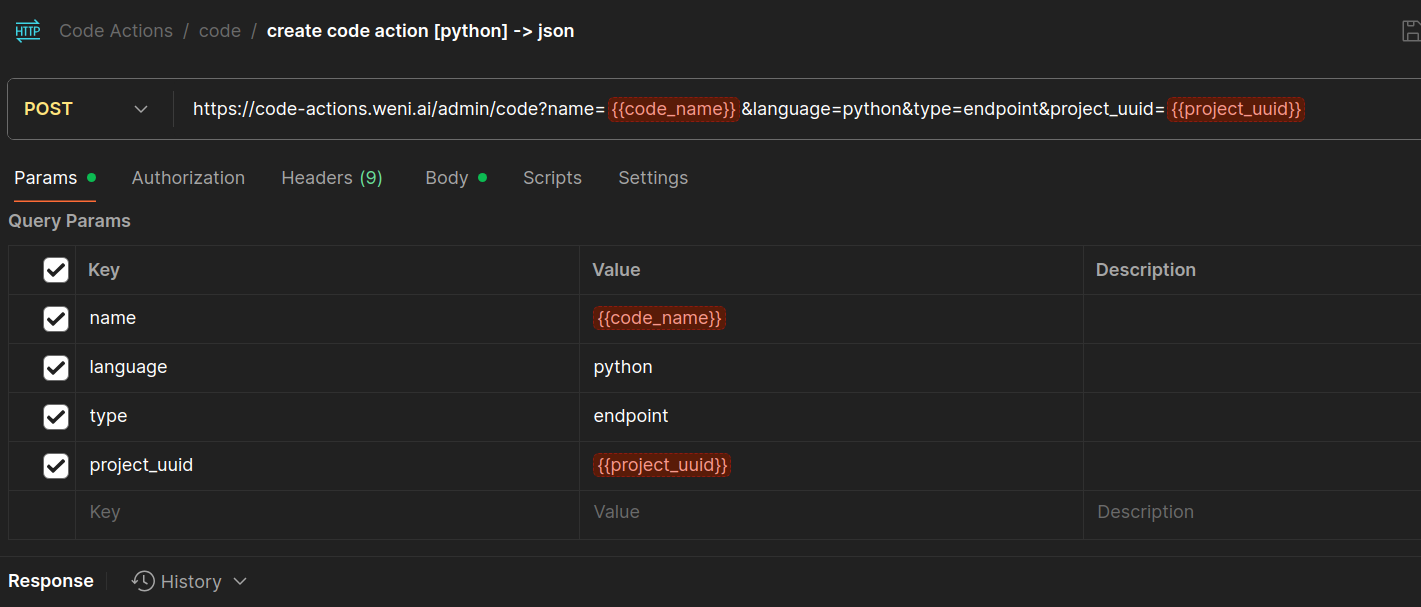 HTTP Code Actions / code / create code action [python] -> json
POST https://code-actions.weni.ai/admin/code?name={{code_name}}&language=python&type=endpoint&project_uuid={{project_uuid}}
Params Authorization Headers (9) Body Scripts Settings
Query Params
Key Value Description
name {{code_name}}
language python
type endpoint
project_uuid {{project_uuid}}
Key Value Description
Response History